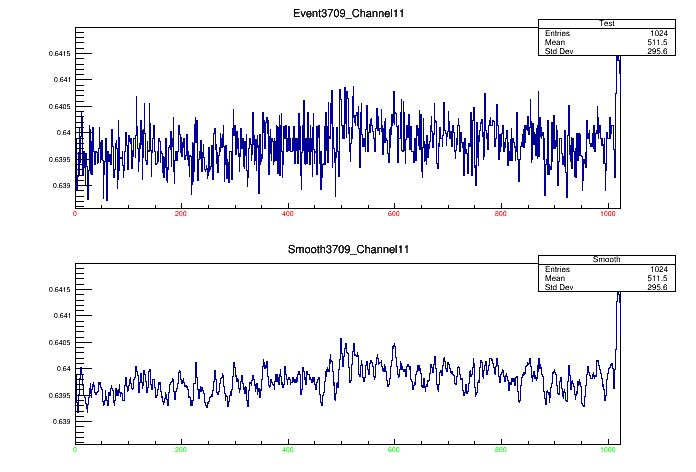 Event3709_Channel11
Test
Entries 1024
Mean 511.5
Std Dev 295.6
0.6415
0.641
0.6405
0.64
0.6395
0.639
0 200 400 600 800 1000
Smooth3709_Channel11
Smooth
Entries 1024
Mean 511.5
Std Dev 295.6
0.6415
0.641
0.6405
0.64
0.6395
0.639
0 200 400 600 800 1000